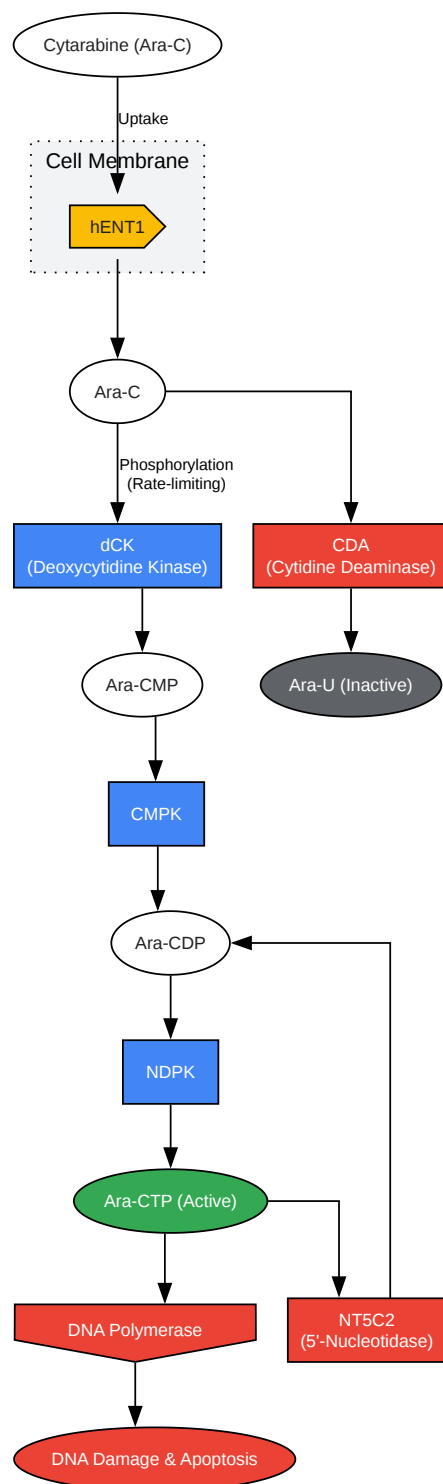 Cytarabine (Ara-C)
Uptake
Cell Membrane
hENT1
Ara-C
Phosphorylation
(Rate-limiting)
dCK
(Deoxycytidine Kinase)
CDA
(Cytidine Deaminase)
Ara-CMP
Ara-U (Inactive)
CMPK
Ara-CDP
NDPK
Ara-CTP (Active)
DNA Polymerase
NT5C2
(5'-Nucleotidase)
DNA Damage & Apoptosis